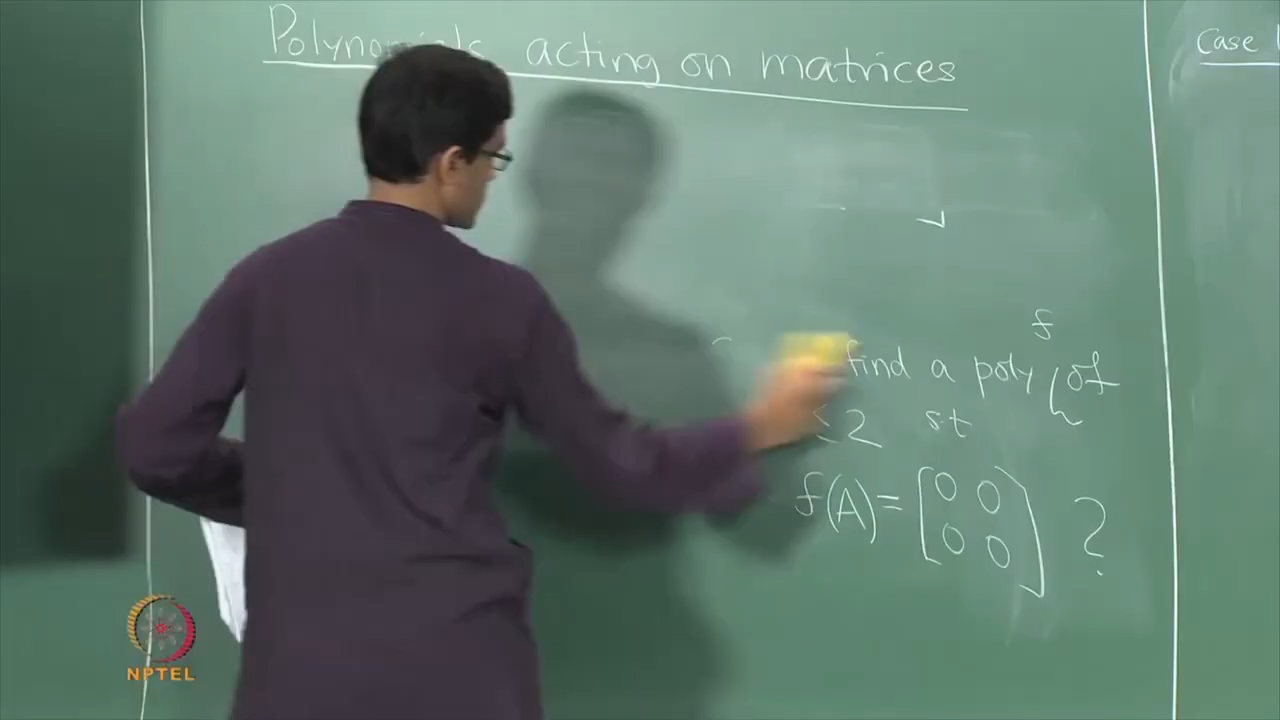 Polynomials acting on matrices
Case
f
find a poly of
≤2 st
f(A) = [0 0
0 0] ?
NPTEL